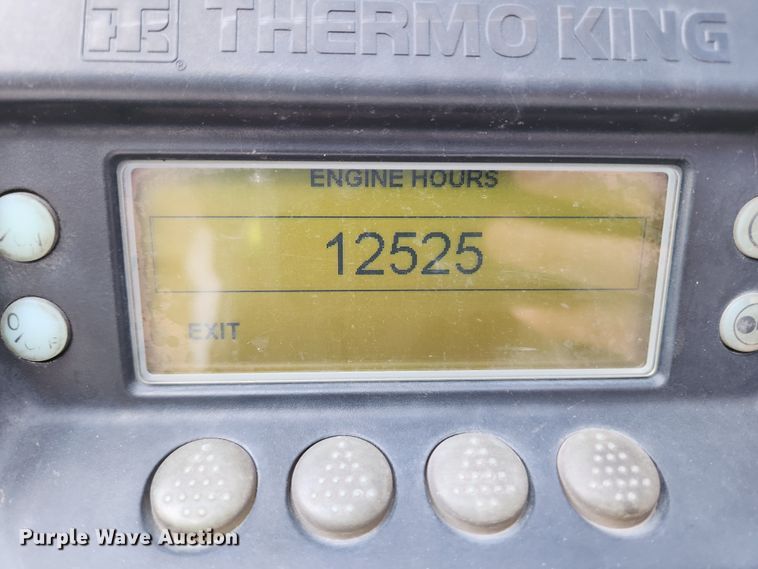 THERMO KING
ENGINE HOURS
12525
EXIT
Purple Wave Auction